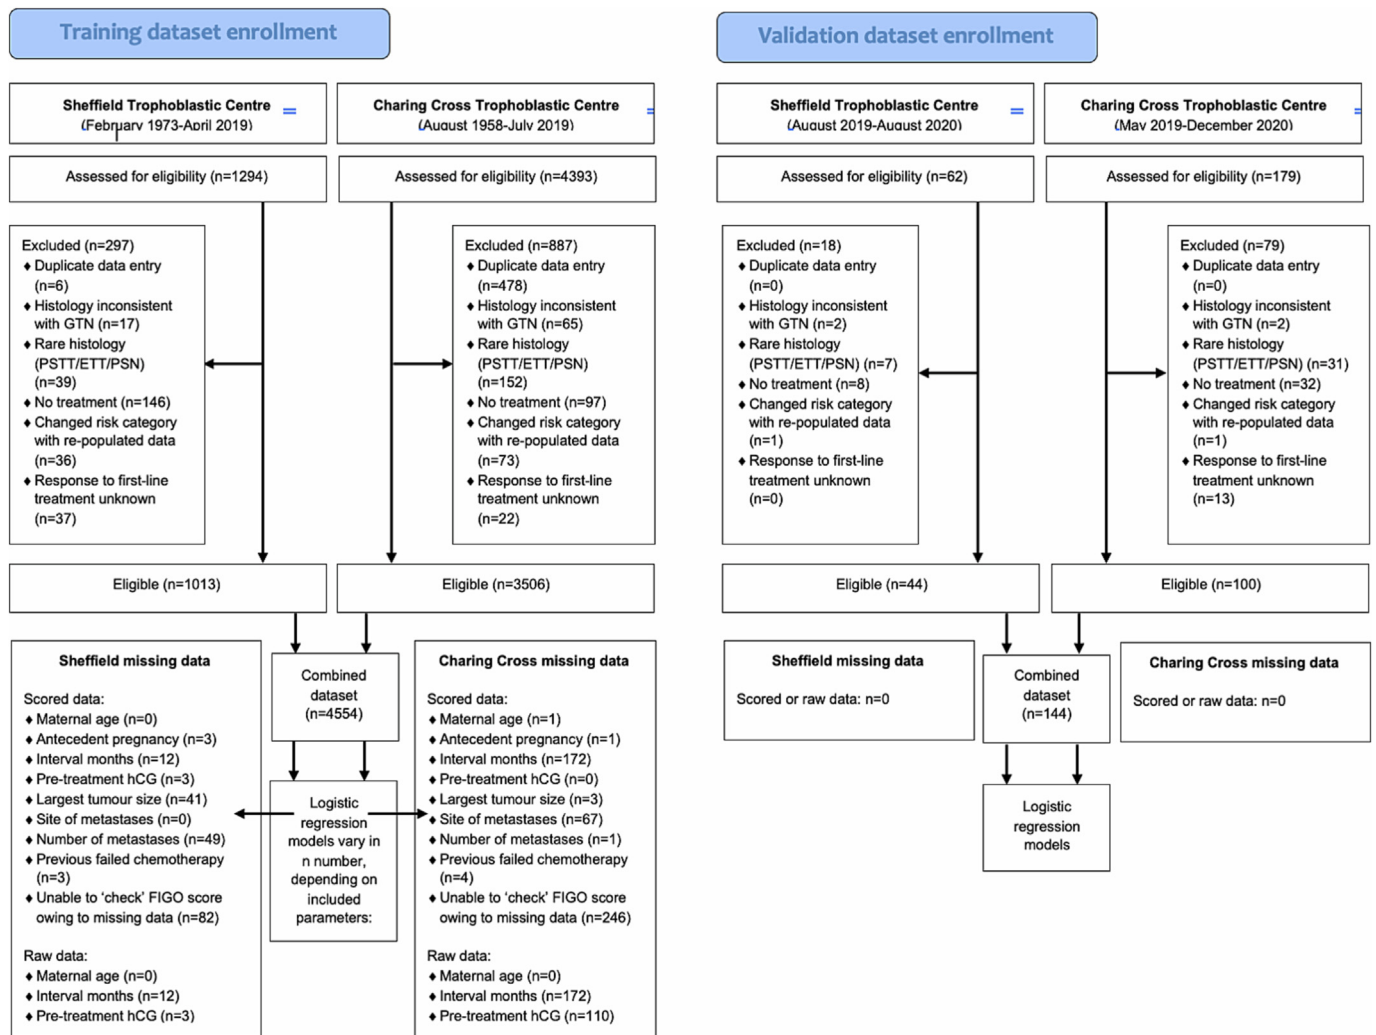 Training dataset enrollment
Sheffield Trophoblastic Centre
(February 1973-April 2019)
Charing Cross Trophoblastic Centre
(August 1958-July 2019)
Assessed for eligibility (n=1294)
Assessed for eligibility (n=4393)
Excluded (n=297)
♦ Duplicate data entry
(n=6)
♦ Histology inconsistent
with GTN (n=17)
♦ Rare histology
(PSTT/ETT/PSN)
(n=39)
♦ No treatment (n=146)
♦ Changed risk category
with re-populated data
(n=36)
♦ Response to first-line
treatment unknown
(n=37)
Excluded (n=887)
♦ Duplicate data entry
(n=478)
♦ Histology inconsistent
with GTN (n=65)
♦ Rare histology
(PSTT/ETT/PSN)
(n=152)
♦ No treatment (n=97)
♦ Changed risk category
with re-populated data
(n=73)
♦ Response to first-line
treatment unknown
(n=22)
Eligible (n=1013)
Eligible (n=3506)
Sheffield missing data
Scored data:
♦ Maternal age (n=0)
♦ Antecedent pregnancy (n=3)
♦ Interval months (n=12)
♦ Pre-treatment hCG (n=3)
♦ Largest tumour size (n=41)
♦ Site of metastases (n=0)
♦ Number of metastases (n=49)
♦ Previous failed chemotherapy
(n=3)
♦ Unable to ‘check’ FIGO score
owing to missing data (n=82)
Raw data:
♦ Maternal age (n=0)
♦ Interval months (n=12)
♦ Pre-treatment hCG (n=3)
Combined
dataset
(n=4554)
Logistic
regression
models vary in
n number,
depending on
included
parameters:
Charing Cross missing data
Scored data:
♦ Maternal age (n=1)
♦ Antecedent pregnancy (n=1)
♦ Interval months (n=172)
♦ Pre-treatment hCG (n=0)
♦ Largest tumour size (n=3)
♦ Site of metastases (n=67)
♦ Number of metastases (n=1)
♦ Previous failed chemotherapy
(n=4)
♦ Unable to ‘check’ FIGO score
owing to missing data (n=246)
Raw data:
♦ Maternal age (n=0)
♦ Interval months (n=172)
♦ Pre-treatment hCG (n=110)
Validation dataset enrollment
Sheffield Trophoblastic Centre
(August 2019-August 2020)
Charing Cross Trophoblastic Centre
(May 2019-December 2020)
Assessed for eligibility (n=62)
Assessed for eligibility (n=179)
Excluded (n=18)
♦ Duplicate data entry
(n=0)
♦ Histology inconsistent
with GTN (n=2)
♦ Rare histology
(PSTT/ETT/PSN) (n=7)
♦ No treatment (n=8)
♦ Changed risk category
with re-populated data
(n=1)
♦ Response to first-line
treatment unknown
(n=0)
Excluded (n=79)
♦ Duplicate data entry
(n=0)
♦ Histology inconsistent
with GTN (n=2)
♦ Rare histology
(PSTT/ETT/PSN) (n=31)
♦ No treatment (n=32)
♦ Changed risk category
with re-populated data
(n=1)
♦ Response to first-line
treatment unknown
(n=13)
Eligible (n=44)
Eligible (n=100)
Sheffield missing data
Scored or raw data: n=0
Combined
dataset
(n=144)
Logistic
regression
models
Charing Cross missing data
Scored or raw data: n=0